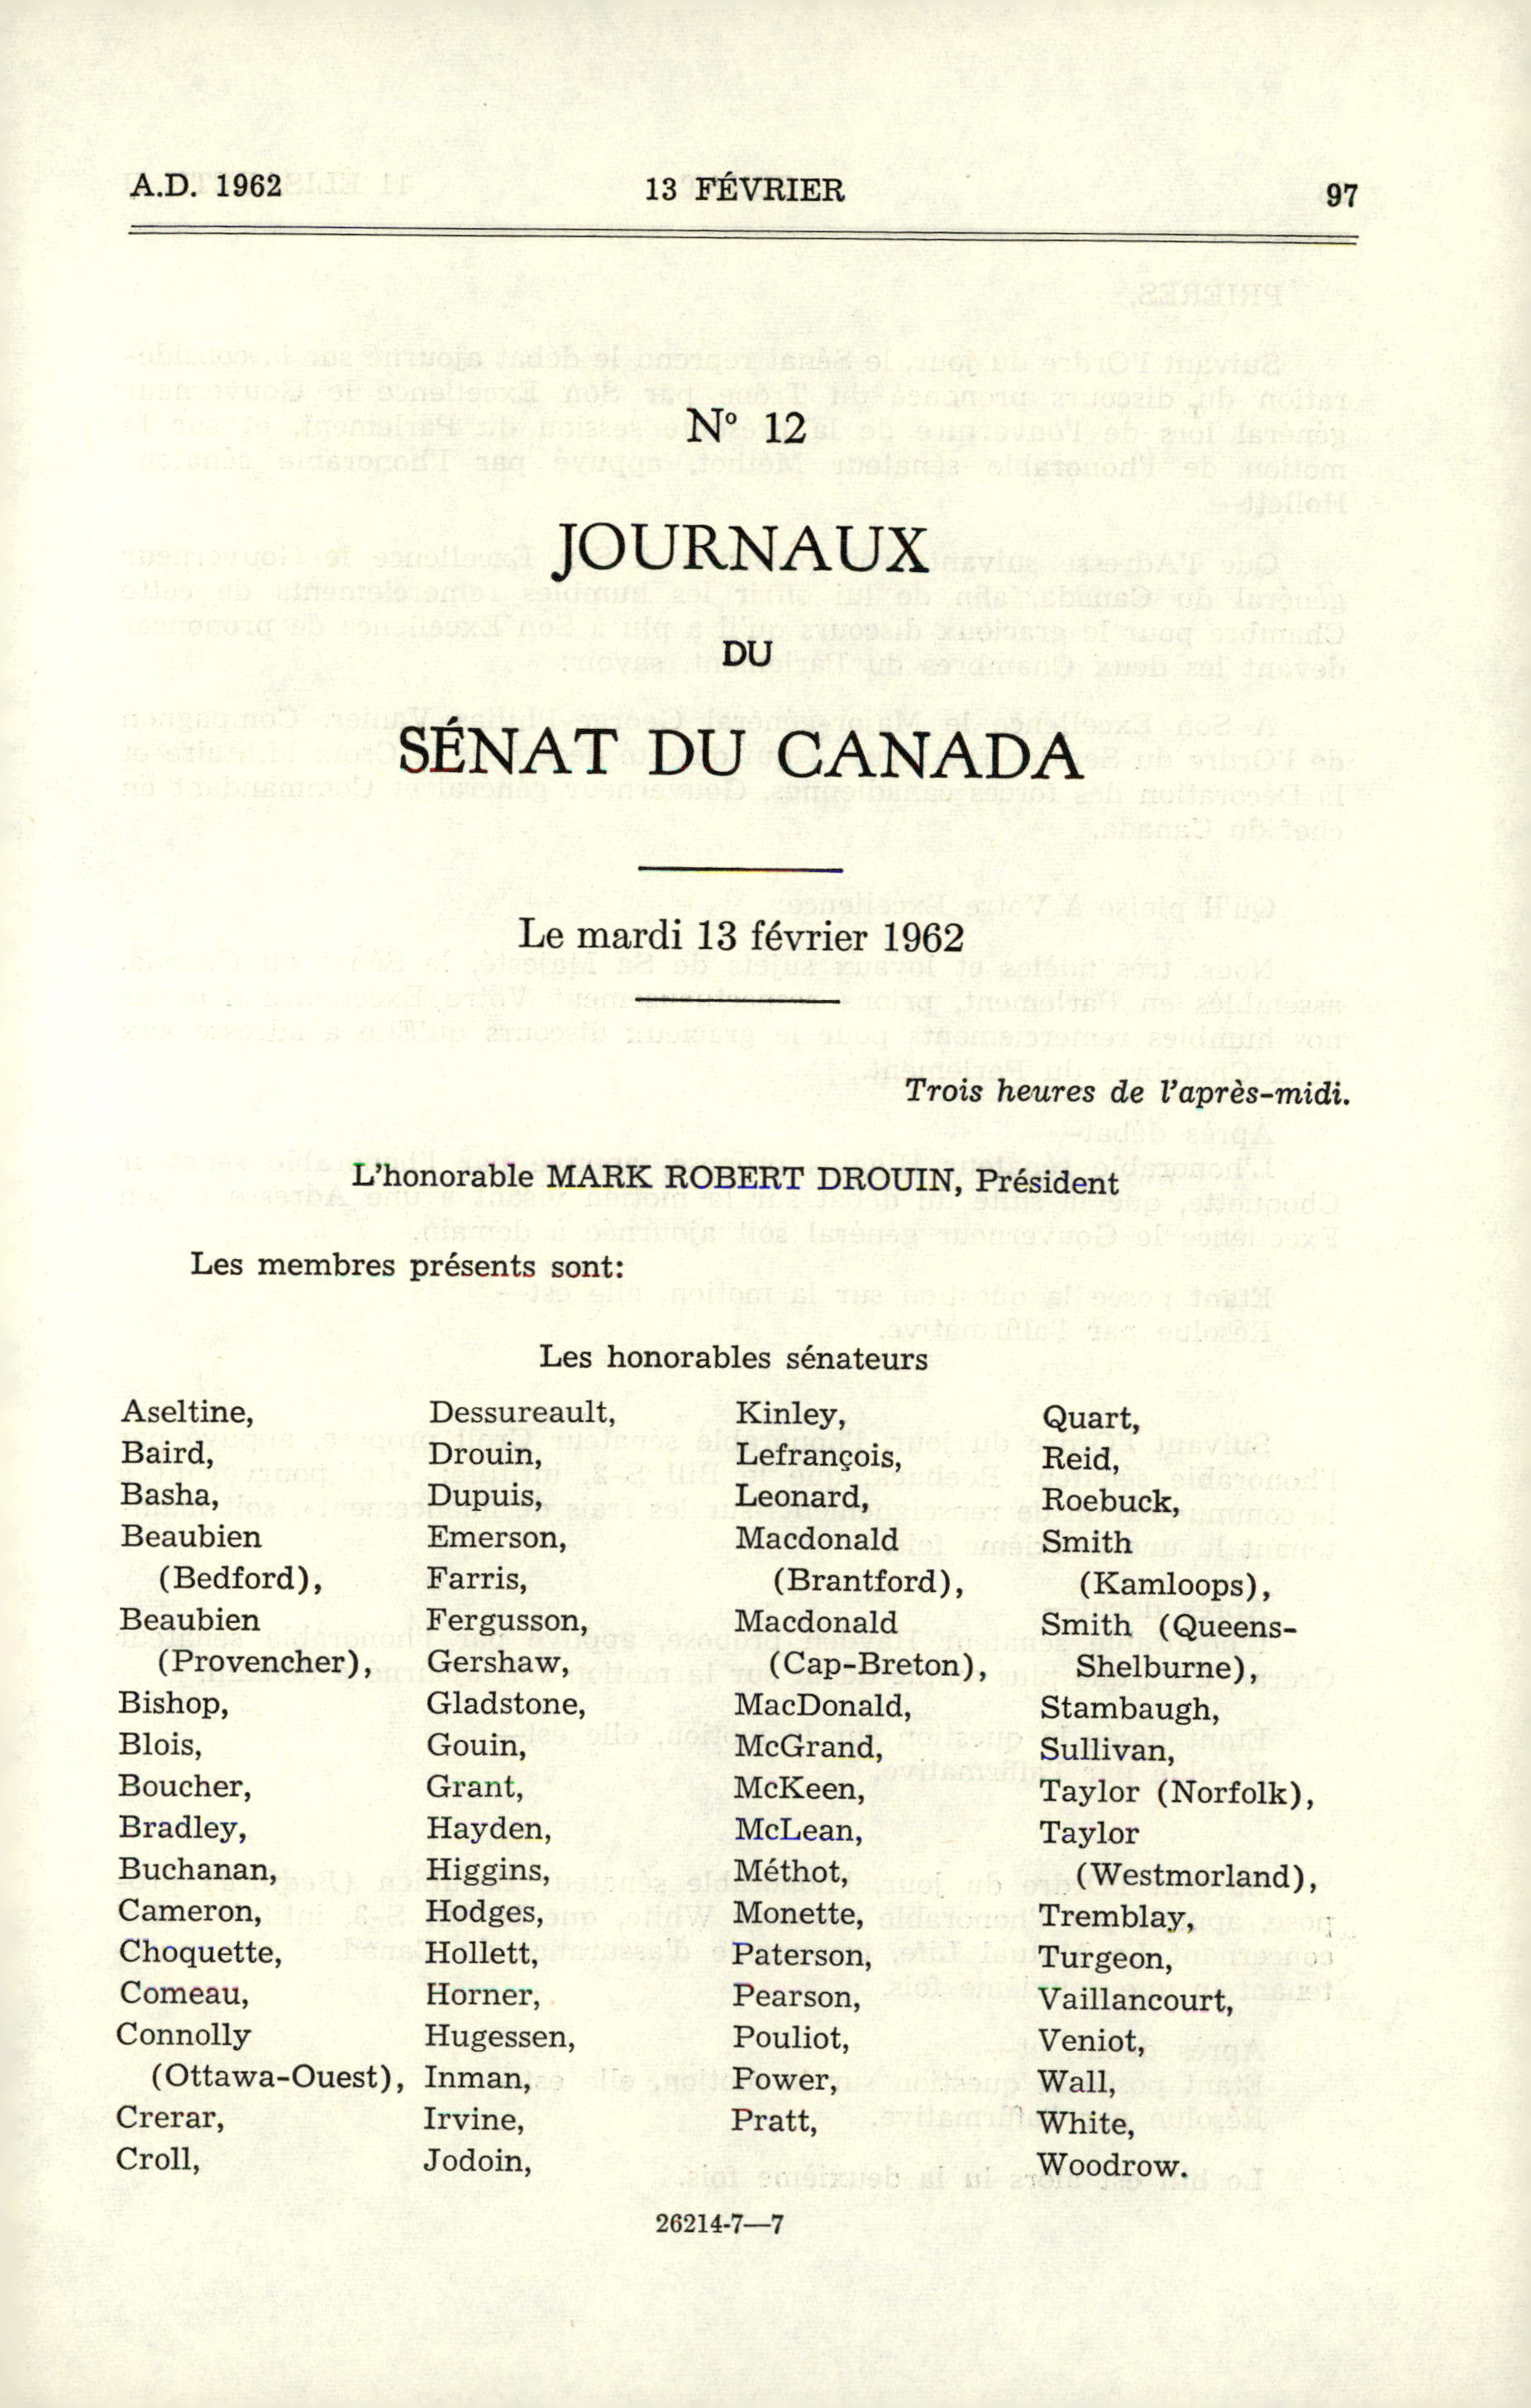 A.D. 1962
13 FÉVRIER
97
N° 12
JOURNAUX
DU
SÉNAT DU CANADA
Le mardi 13 février 1962
Trois heures de l'après-midi.
L'honorable MARK ROBERT DROUIN, Président
Les membres présents sont:
Les honorables sénateurs
Aseltine,
Baird,
Basha,
Beaubien
(Bedford),
Beaubien
(Provencher),
Bishop,
Blois,
Boucher,
Bradley,
Buchanan,
Cameron,
Choquette,
Comeau,
Connolly
(Ottawa-Ouest),
Crerar,
Croll,
Dessureault,
Drouin,
Dupuis,
Emerson,
Farris,
Fergusson,
Gershaw,
Gladstone,
Gouin,
Grant,
Hayden,
Higgins,
Hodges,
Hollett,
Horner,
Hugessen,
Inman,
Irvine,
Jodoin,
Kinley,
Lefrançois,
Leonard,
Macdonald
(Brantford),
Macdonald
(Cap-Breton),
MacDonald,
McGrand,
McKeen,
McLean,
Méthot,
Monette,
Paterson,
Pearson,
Pouliot,
Power,
Pratt,
Quart,
Reid,
Roebuck,
Smith
(Kamloops),
Smith (Queens-
Shelburne),
Stambaugh,
Sullivan,
Taylor (Norfolk),
Taylor
(Westmorland),
Tremblay,
Turgeon,
Vaillancourt,
Veniot,
Wall,
White,
Woodrow.
26214-7—7